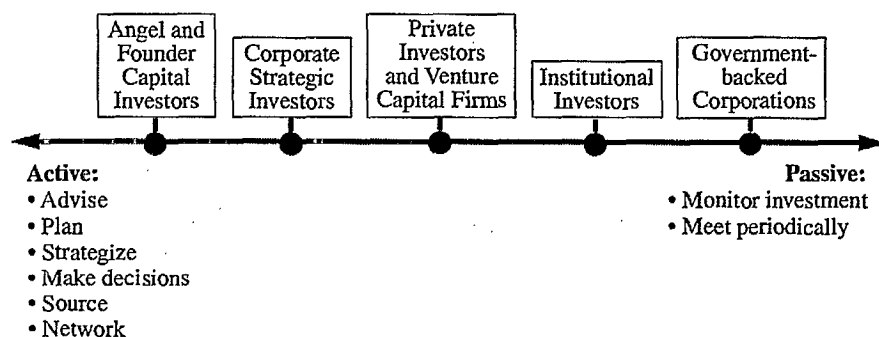 Angel and
Founder
Capital
Investors
Corporate
Strategic
Investors
Private
Investors
and Venture
Capital Firms
Institutional
Investors
Government-
backed
Corporations
Active:
• Advise
• Plan
• Strategize
• Make decisions
• Source
• Network
Passive:
• Monitor investment
• Meet periodically